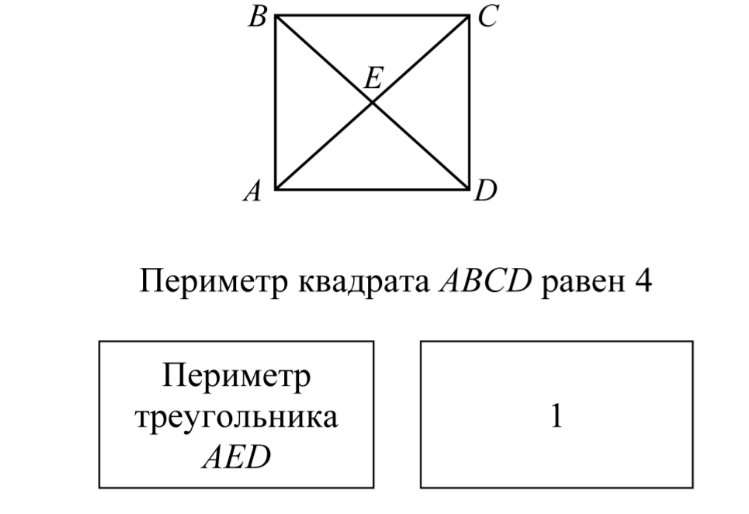 B
C
E
A
D
Периметр квадрата ABCD равен 4
Периметр
треугольника
AED
1